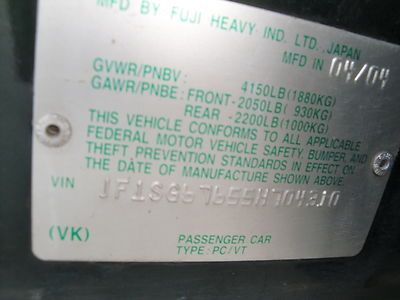 MFD BY FUJI HEAVY IND. LTD., JAPAN
MFD IN 04/04
GVWR/PNBV: 4150LB(1880KG)
GAWR/PNBE: FRONT-2050LB( 930KG)
REAR -2200LB(1000KG)
THIS VEHICLE CONFORMS TO ALL APPLICABLE
FEDERAL MOTOR VEHICLE SAFETY, BUMPER, AND
THEFT PREVENTION STANDARDS IN EFFECT ON
THE DATE OF MANUFACTURE SHOWN ABOVE.
VIN
(VK)
PASSENGER CAR
TYPE: PC/VT